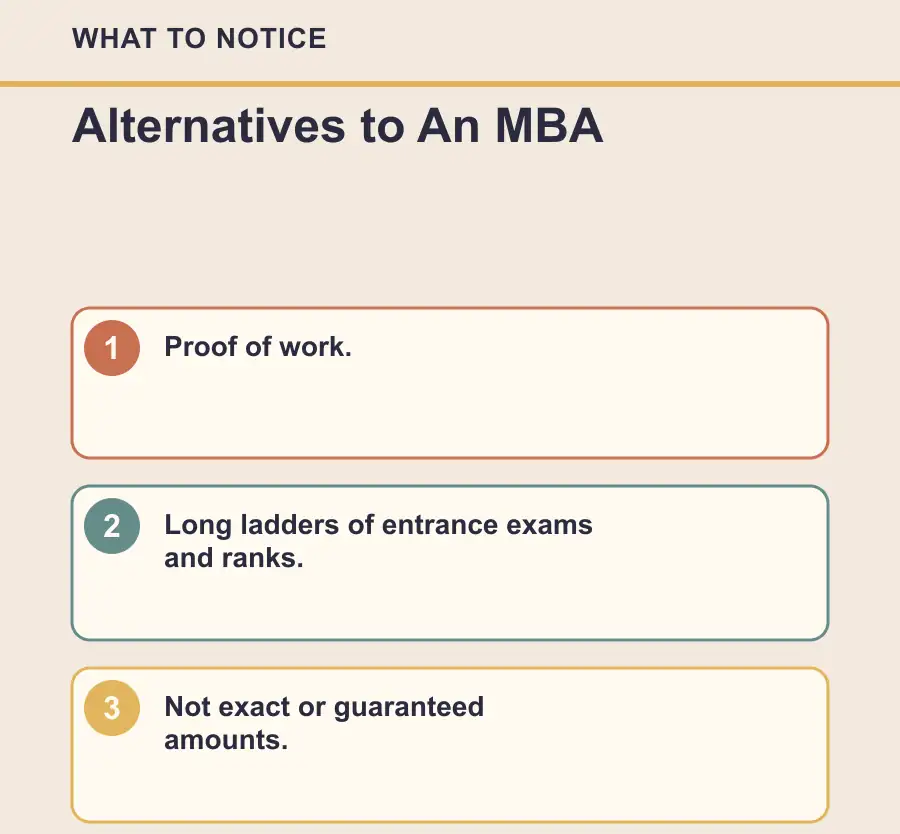 WHAT TO NOTICE
Alternatives to An MBA
1
Proof of work.
2
Long ladders of entrance exams
and ranks.
3
Not exact or guaranteed
amounts.